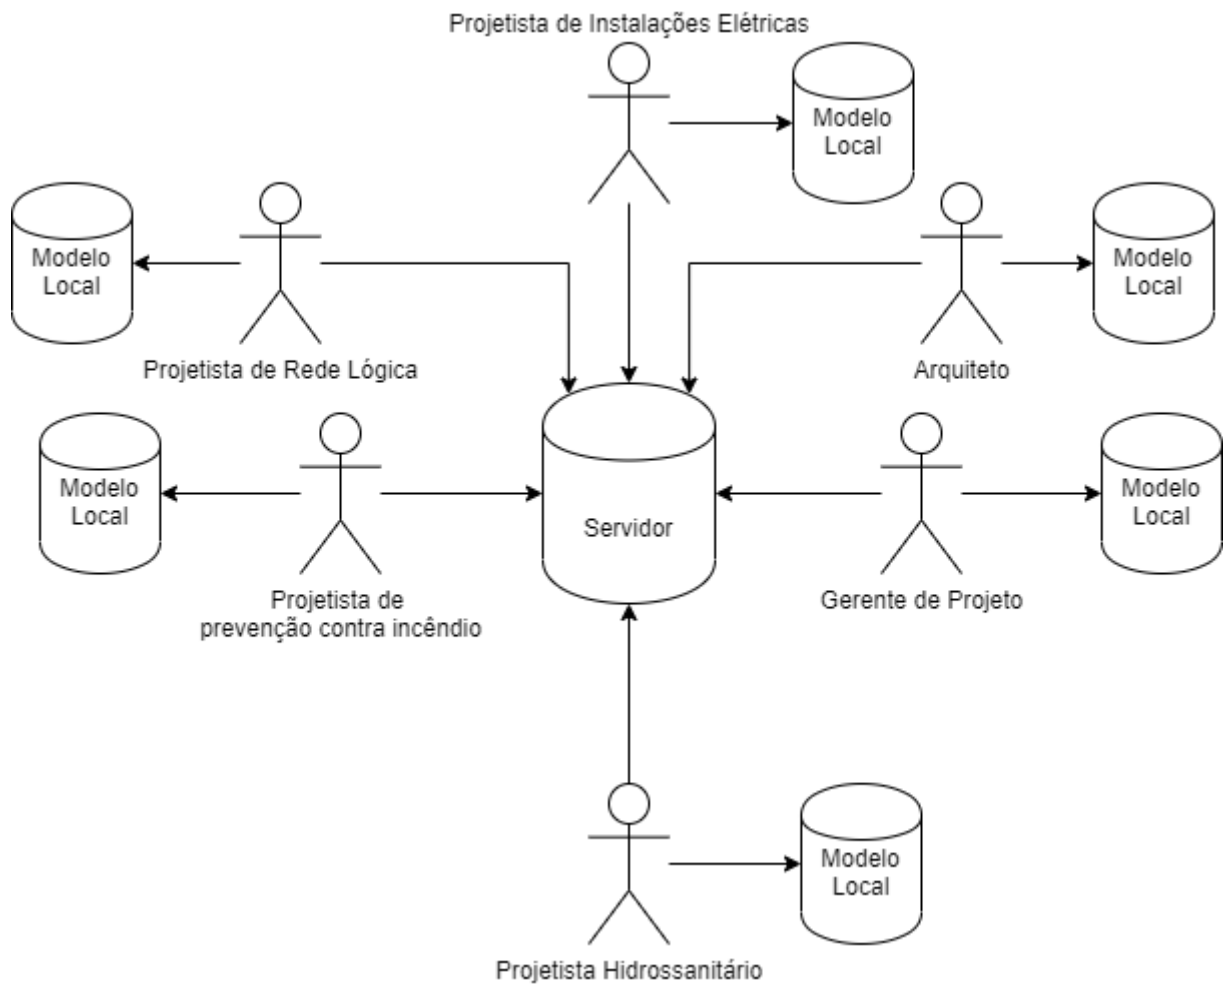 Projetista de Instalações Elétricas
Modelo
Local
Modelo
Local
Modelo
Local
Projetista de Rede Lógica
Arquiteto
Modelo
Local
Servidor
Modelo
Local
Projetista de
prevenção contra incêndio
Gerente de Projeto
Modelo
Local
Projetista Hidrossanitário